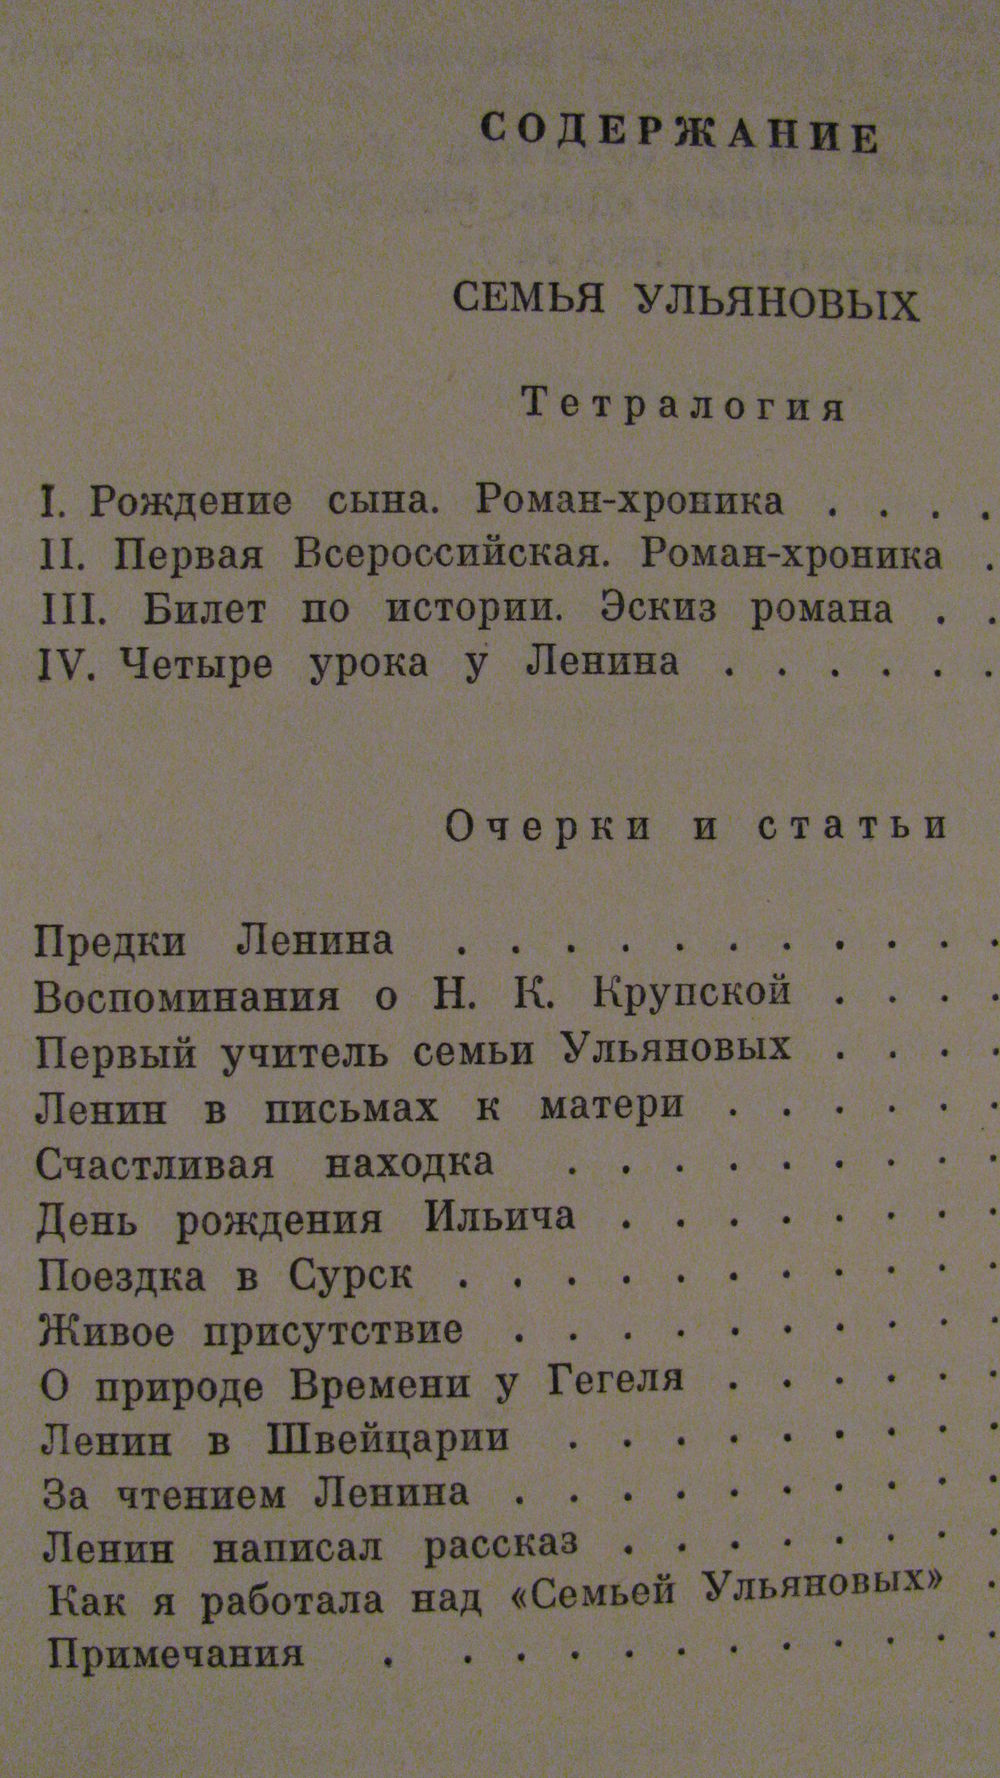 СОДЕРЖАНИЕ
СЕМЬЯ УЛЬЯНОВЫХ
Тетралогия
I. Рождение сына. Роман-хроника . . . .
II. Первая Всероссийская. Роман-хроника .
III. Билет по истории. Эскиз романа . .
IV. Четыре урока у Ленина . . . . . .
Очерки и статьи
Предки Ленина . . . . . . . . . . .
Воспоминания о Н. К. Крупской . . . .
Первый учитель семьи Ульяновых . . . .
Ленин в письмах к матери . . . . . .
Счастливая находка . . . . . . . . .
День рождения Ильича . . . . . . . .
Поездка в Сурск . . . . . . . . . . .
Живое присутствие . . . . . . . . . .
О природе Времени у Гегеля . . . . . .
Ленин в Швейцарии . . . . . . . . .
За чтением Ленина . . . . . . . . . .
Ленин написал рассказ . . . . . . . .
Как я работала над «Семьей Ульяновых» .
Примечания . . . . . . . . . . . .